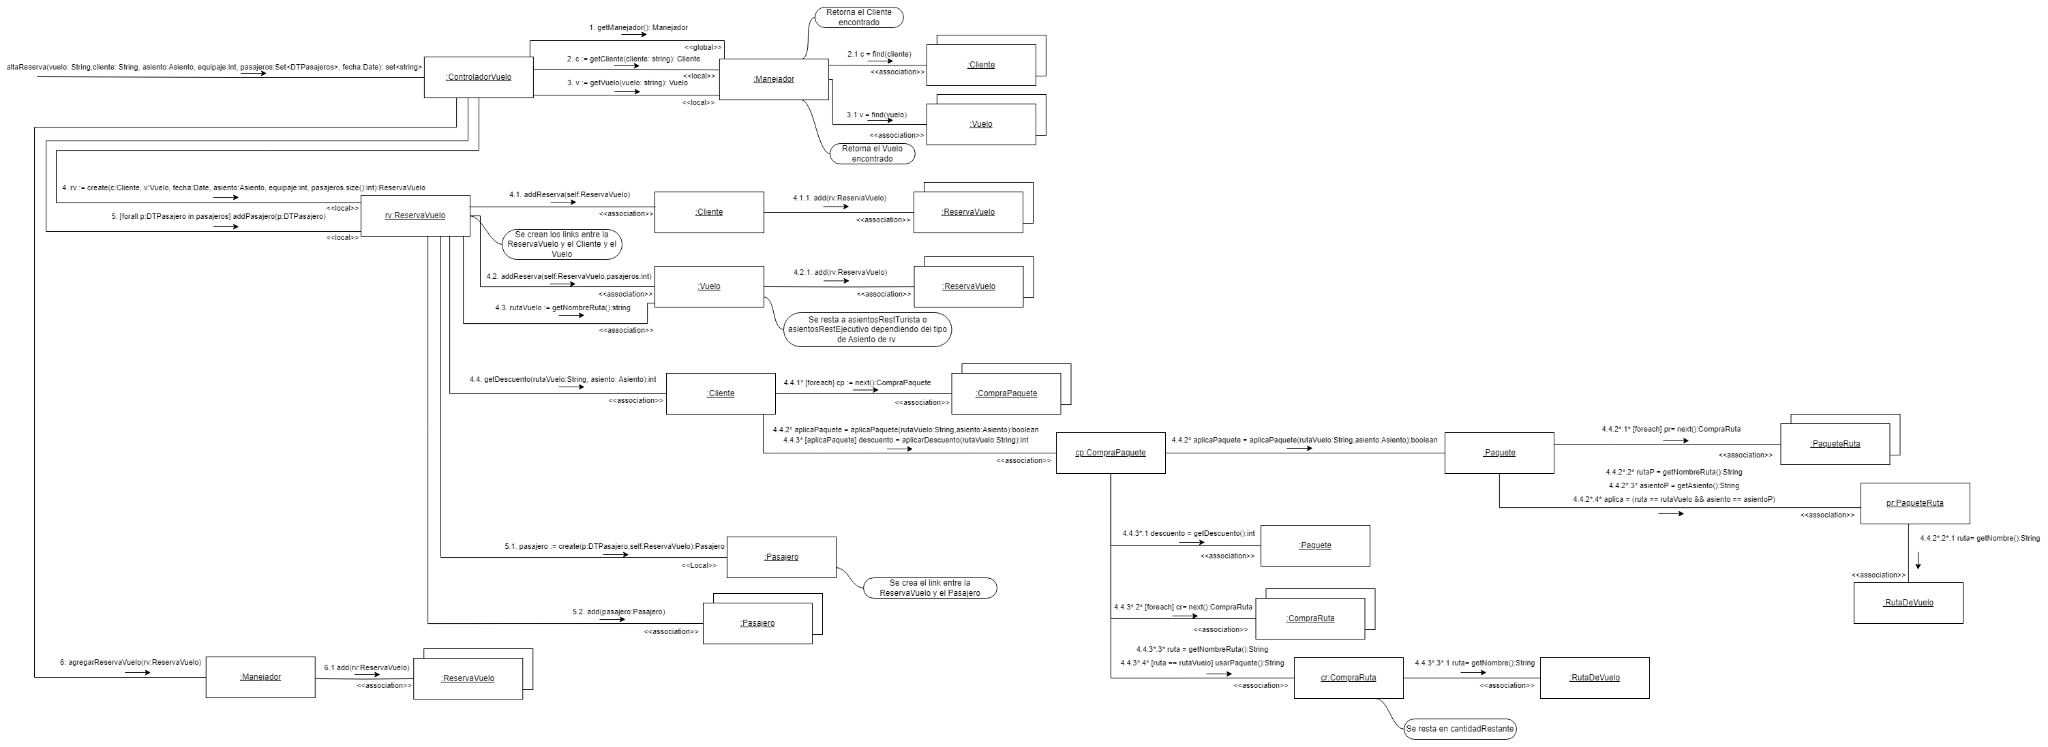 Retorna el Cliente
encontrado
1. getManejador(): Manejador
<<global>>
altaReserva(vuelo: String,cliente: String, asiento:Asiento, equipaje:int, pasajeros:Set<DTPasajeros>, fecha:Date): set<string>
:ControladorVuelo
2. c := getCliente(cliente: string): Cliente
<<local>>
3. v := getVuelo(vuelo: string): Vuelo
<<local>>
:Manejador
2.1 c = find(cliente)
<<association>>
:Cliente
3.1 v = find(vuelo)
<<association>>
:Vuelo
Retorna el Vuelo
encontrado
4. rv := create(c:Cliente, v:Vuelo, fecha:Date, asiento:Asiento, equipaje:int, pasajeros.size():int):ReservaVuelo
<<local>>
5: [forall p:DTPasajero in pasajeros] addPasajero(p:DTPasajero)
<<local>>
rv:ReservaVuelo
4.1. addReserva(self:ReservaVuelo)
<<association>>
:Cliente
4.1.1. add(rv:ReservaVuelo)
<<association>>
:ReservaVuelo
Se crean los links entre la
ReservaVuelo y el Cliente y el
Vuelo
4.2. addReserva(self:ReservaVuelo,pasajeros:int)
<<association>>
:Vuelo
4.2.1. add(rv:ReservaVuelo)
<<association>>
:ReservaVuelo
4.3. rutaVuelo := getNombreRuta():string
<<association>>
Se resta a asientosRestTurista o
asientosRestEjecutivo dependiendo del tipo
de Asiento de rv
4.4. getDescuento(rutaVuelo:String, asiento: Asiento):int
<<association>>
:Cliente
4.4.1* [foreach] cp := next():CompraPaquete
<<association>>
:CompraPaquete
4.4.2* aplicaPaquete = aplicaPaquete(rutaVuelo:String,asiento:Asiento):boolean
4.4.3* [aplicaPaquete] descuento = aplicarDescuento(rutaVuelo:String):int
<<association>>
cp:CompraPaquete
4.4.2* aplicaPaquete = aplicaPaquete(rutaVuelo:String,asiento:Asiento):boolean
<<association>>
:Paquete
4.4.2*.1* [foreach] pr= next():CompraRuta
<<association>>
:PaqueteRuta
4.4.2*.2* rutaP = getNombreRuta():String
4.4.2*.3* asientoP = getAsiento():String
4.4.2*.4* aplica = (ruta == rutaVuelo && asiento == asientoP)
<<association>>
pr:PaqueteRuta
4.4.2*.2*.1 ruta= getNombre():String
<<association>>
:RutaDeVuelo
4.4.3*.1 descuento = getDescuento():int
<<association>>
:Paquete
5.1. pasajero := create(p:DTPasajero,self:ReservaVuelo):Pasajero
<<Local>>
:Pasajero
Se crea el link entre la
ReservaVuelo y el Pasajero
5.2. add(pasajero:Pasajero)
<<association>>
:Pasajero
4.4.3*.2* [foreach] cr= next():CompraRuta
<<association>>
:CompraRuta
4.4.3*.3* ruta = getNombreRuta():String
4.4.3*.4* [ruta == rutaVuelo] usarPaquete():String
<<association>>
cr:CompraRuta
4.4.3*.3*.1 ruta= getNombre():String
<<association>>
:RutaDeVuelo
Se resta en cantidadRestante
6: agregarReservaVuelo(rv:ReservaVuelo)
:Manejador
6.1 add(rv:ReservaVuelo)
<<association>>
:ReservaVuelo